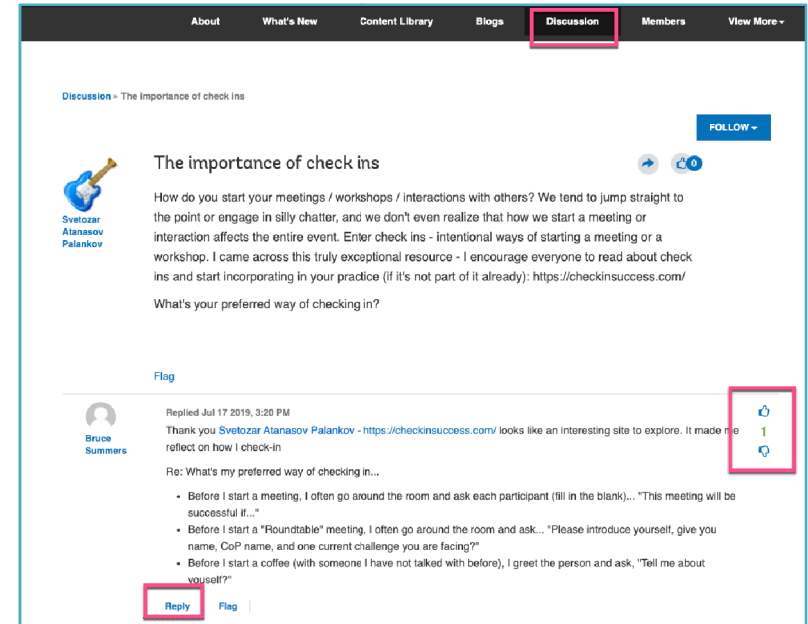 About What's New Content Library Blogs Discussion Members View More
Discussion » The importance of check ins
FOLLOW
The importance of check ins
0
Svetozar
Atanasov
Palankov
How do you start your meetings / workshops / interactions with others? We tend to jump straight to
the point or engage in silly chatter, and we don't even realize that how we start a meeting or
interaction affects the entire event. Enter check ins - intentional ways of starting a meeting or a
workshop. I came across this truly exceptional resource - I encourage everyone to read about check
ins and start incorporating in your practice (if it's not part of it already): https://checkinsuccess.com/
What's your preferred way of checking in?
Flag
Bruce
Summers
Replied Jul 17 2019, 3:20 PM
Thank you Svetozar Atanasov Palankov - https://checkinsuccess.com/ looks like an interesting site to explore. It made me
reflect on how I check-in
1
Re: What's my preferred way of checking in...
• Before I start a meeting, I often go around the room and ask each participant (fill in the blank)... "This meeting will be
successful if..."
• Before I start a "Roundtable" meeting, I often go around the room and ask... "Please introduce yourself, give you
name, CoP name, and one current challenge you are facing?"
• Before I start a coffee (with someone I have not talked with before), I greet the person and ask, "Tell me about
youself?"
Reply Flag